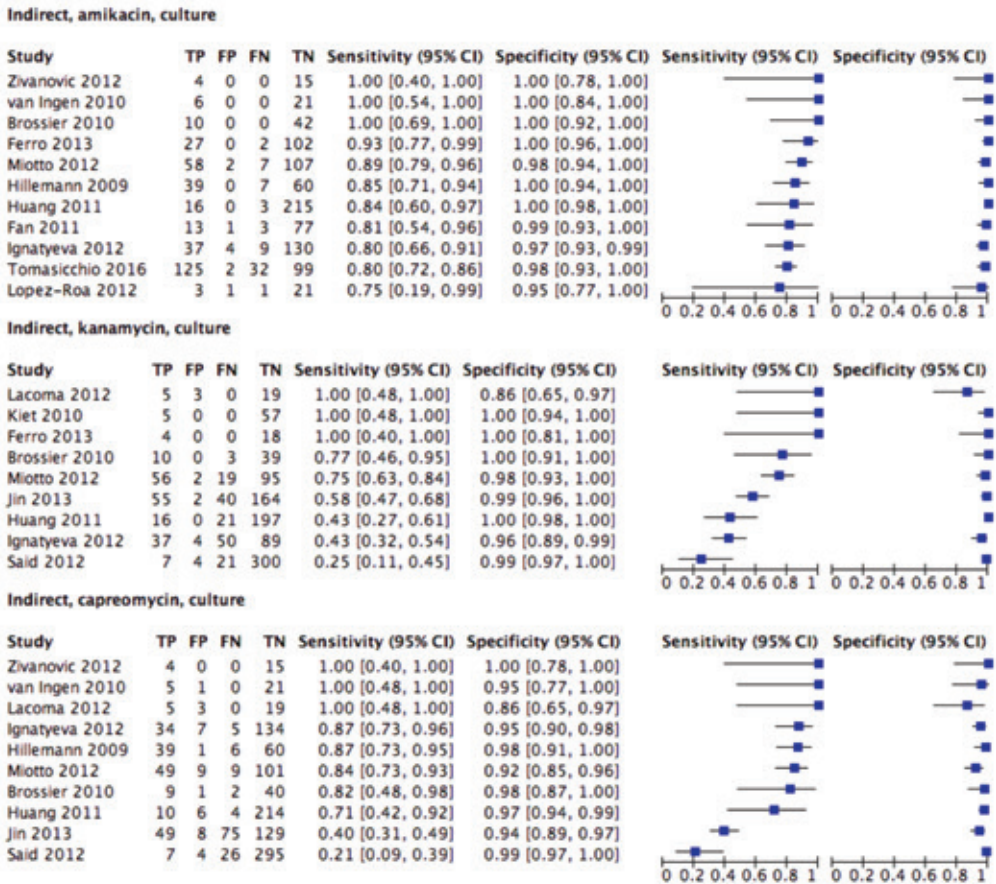 Indirect, amikacin, culture
Study TP FP FN TN Sensitivity (95% CI) Specificity (95% CI) Sensitivity (95% CI) Specificity (95% CI)
Zivanovic 2012 4 0 0 15 1.00 [0.40, 1.00] 1.00 [0.78, 1.00]
van Ingen 2010 6 0 0 21 1.00 [0.54, 1.00] 1.00 [0.84, 1.00]
Brossier 2010 10 0 0 42 1.00 [0.69, 1.00] 1.00 [0.92, 1.00]
Ferro 2013 27 0 2 102 0.93 [0.77, 0.99] 1.00 [0.96, 1.00]
Miotto 2012 58 2 7 107 0.89 [0.79, 0.96] 0.98 [0.94, 1.00]
Hillemann 2009 39 0 7 60 0.85 [0.71, 0.94] 1.00 [0.94, 1.00]
Huang 2011 16 0 3 215 0.84 [0.60, 0.97] 1.00 [0.98, 1.00]
Fan 2011 13 1 3 77 0.81 [0.54, 0.96] 0.99 [0.93, 1.00]
Ignatyeva 2012 37 4 9 130 0.80 [0.66, 0.91] 0.97 [0.93, 0.99]
Tomasicchio 2016 125 2 32 99 0.80 [0.72, 0.86] 0.98 [0.93, 1.00]
Lopez-Roa 2012 3 1 1 21 0.75 [0.19, 0.99] 0.95 [0.77, 1.00]
0 0.2 0.4 0.6 0.8 1 0 0.2 0.4 0.6 0.8 1
Indirect, kanamycin, culture
Study TP FP FN TN Sensitivity (95% CI) Specificity (95% CI) Sensitivity (95% CI) Specificity (95% CI)
Lacoma 2012 5 3 0 19 1.00 [0.48, 1.00] 0.86 [0.65, 0.97]
Kiet 2010 5 0 0 57 1.00 [0.48, 1.00] 1.00 [0.94, 1.00]
Ferro 2013 4 0 0 18 1.00 [0.40, 1.00] 1.00 [0.81, 1.00]
Brossier 2010 10 0 3 39 0.77 [0.46, 0.95] 1.00 [0.91, 1.00]
Miotto 2012 56 2 19 95 0.75 [0.63, 0.84] 0.98 [0.93, 1.00]
Jin 2013 55 2 40 164 0.58 [0.47, 0.68] 0.99 [0.96, 1.00]
Huang 2011 16 0 21 197 0.43 [0.27, 0.61] 1.00 [0.98, 1.00]
Ignatyeva 2012 37 4 50 89 0.43 [0.32, 0.54] 0.96 [0.89, 0.99]
Said 2012 7 4 21 300 0.25 [0.11, 0.45] 0.99 [0.97, 1.00]
0 0.2 0.4 0.6 0.8 1 0 0.2 0.4 0.6 0.8 1
Indirect, capreomycin, culture
Study TP FP FN TN Sensitivity (95% CI) Specificity (95% CI) Sensitivity (95% CI) Specificity (95% CI)
Zivanovic 2012 4 0 0 15 1.00 [0.40, 1.00] 1.00 [0.78, 1.00]
van Ingen 2010 5 1 0 21 1.00 [0.48, 1.00] 0.95 [0.77, 1.00]
Lacoma 2012 5 3 0 19 1.00 [0.48, 1.00] 0.86 [0.65, 0.97]
Ignatyeva 2012 34 7 5 134 0.87 [0.73, 0.96] 0.95 [0.90, 0.98]
Hillemann 2009 39 1 6 60 0.87 [0.73, 0.95] 0.98 [0.91, 1.00]
Miotto 2012 49 9 9 101 0.84 [0.73, 0.93] 0.92 [0.85, 0.96]
Brossier 2010 9 1 2 40 0.82 [0.48, 0.98] 0.98 [0.87, 1.00]
Huang 2011 10 6 4 214 0.71 [0.42, 0.92] 0.97 [0.94, 0.99]
Jin 2013 49 8 75 129 0.40 [0.31, 0.49] 0.94 [0.89, 0.97]
Said 2012 7 4 26 295 0.21 [0.09, 0.39] 0.99 [0.97, 1.00]
0 0.2 0.4 0.6 0.8 1 0 0.2 0.4 0.6 0.8 1